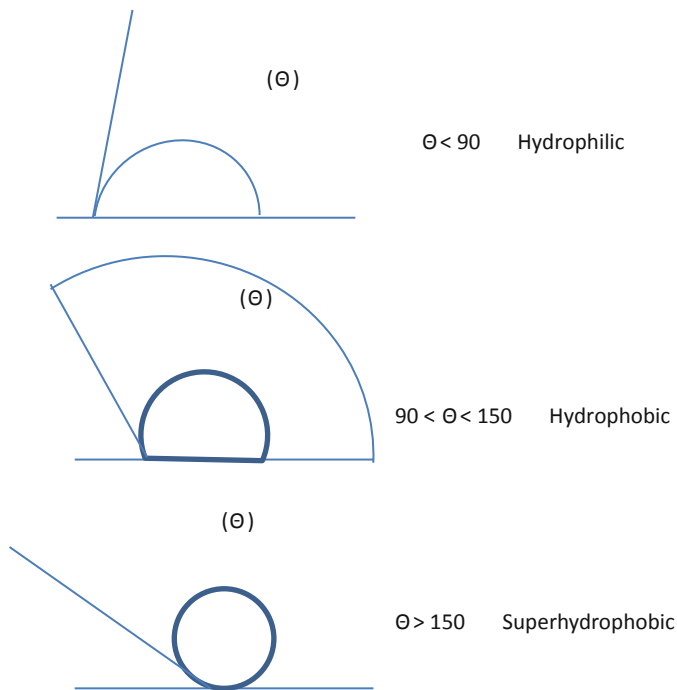 (Θ)
Θ < 90 Hydrophilic
(Θ)
90 < Θ < 150 Hydrophobic
(Θ)
Θ > 150 Superhydrophobic